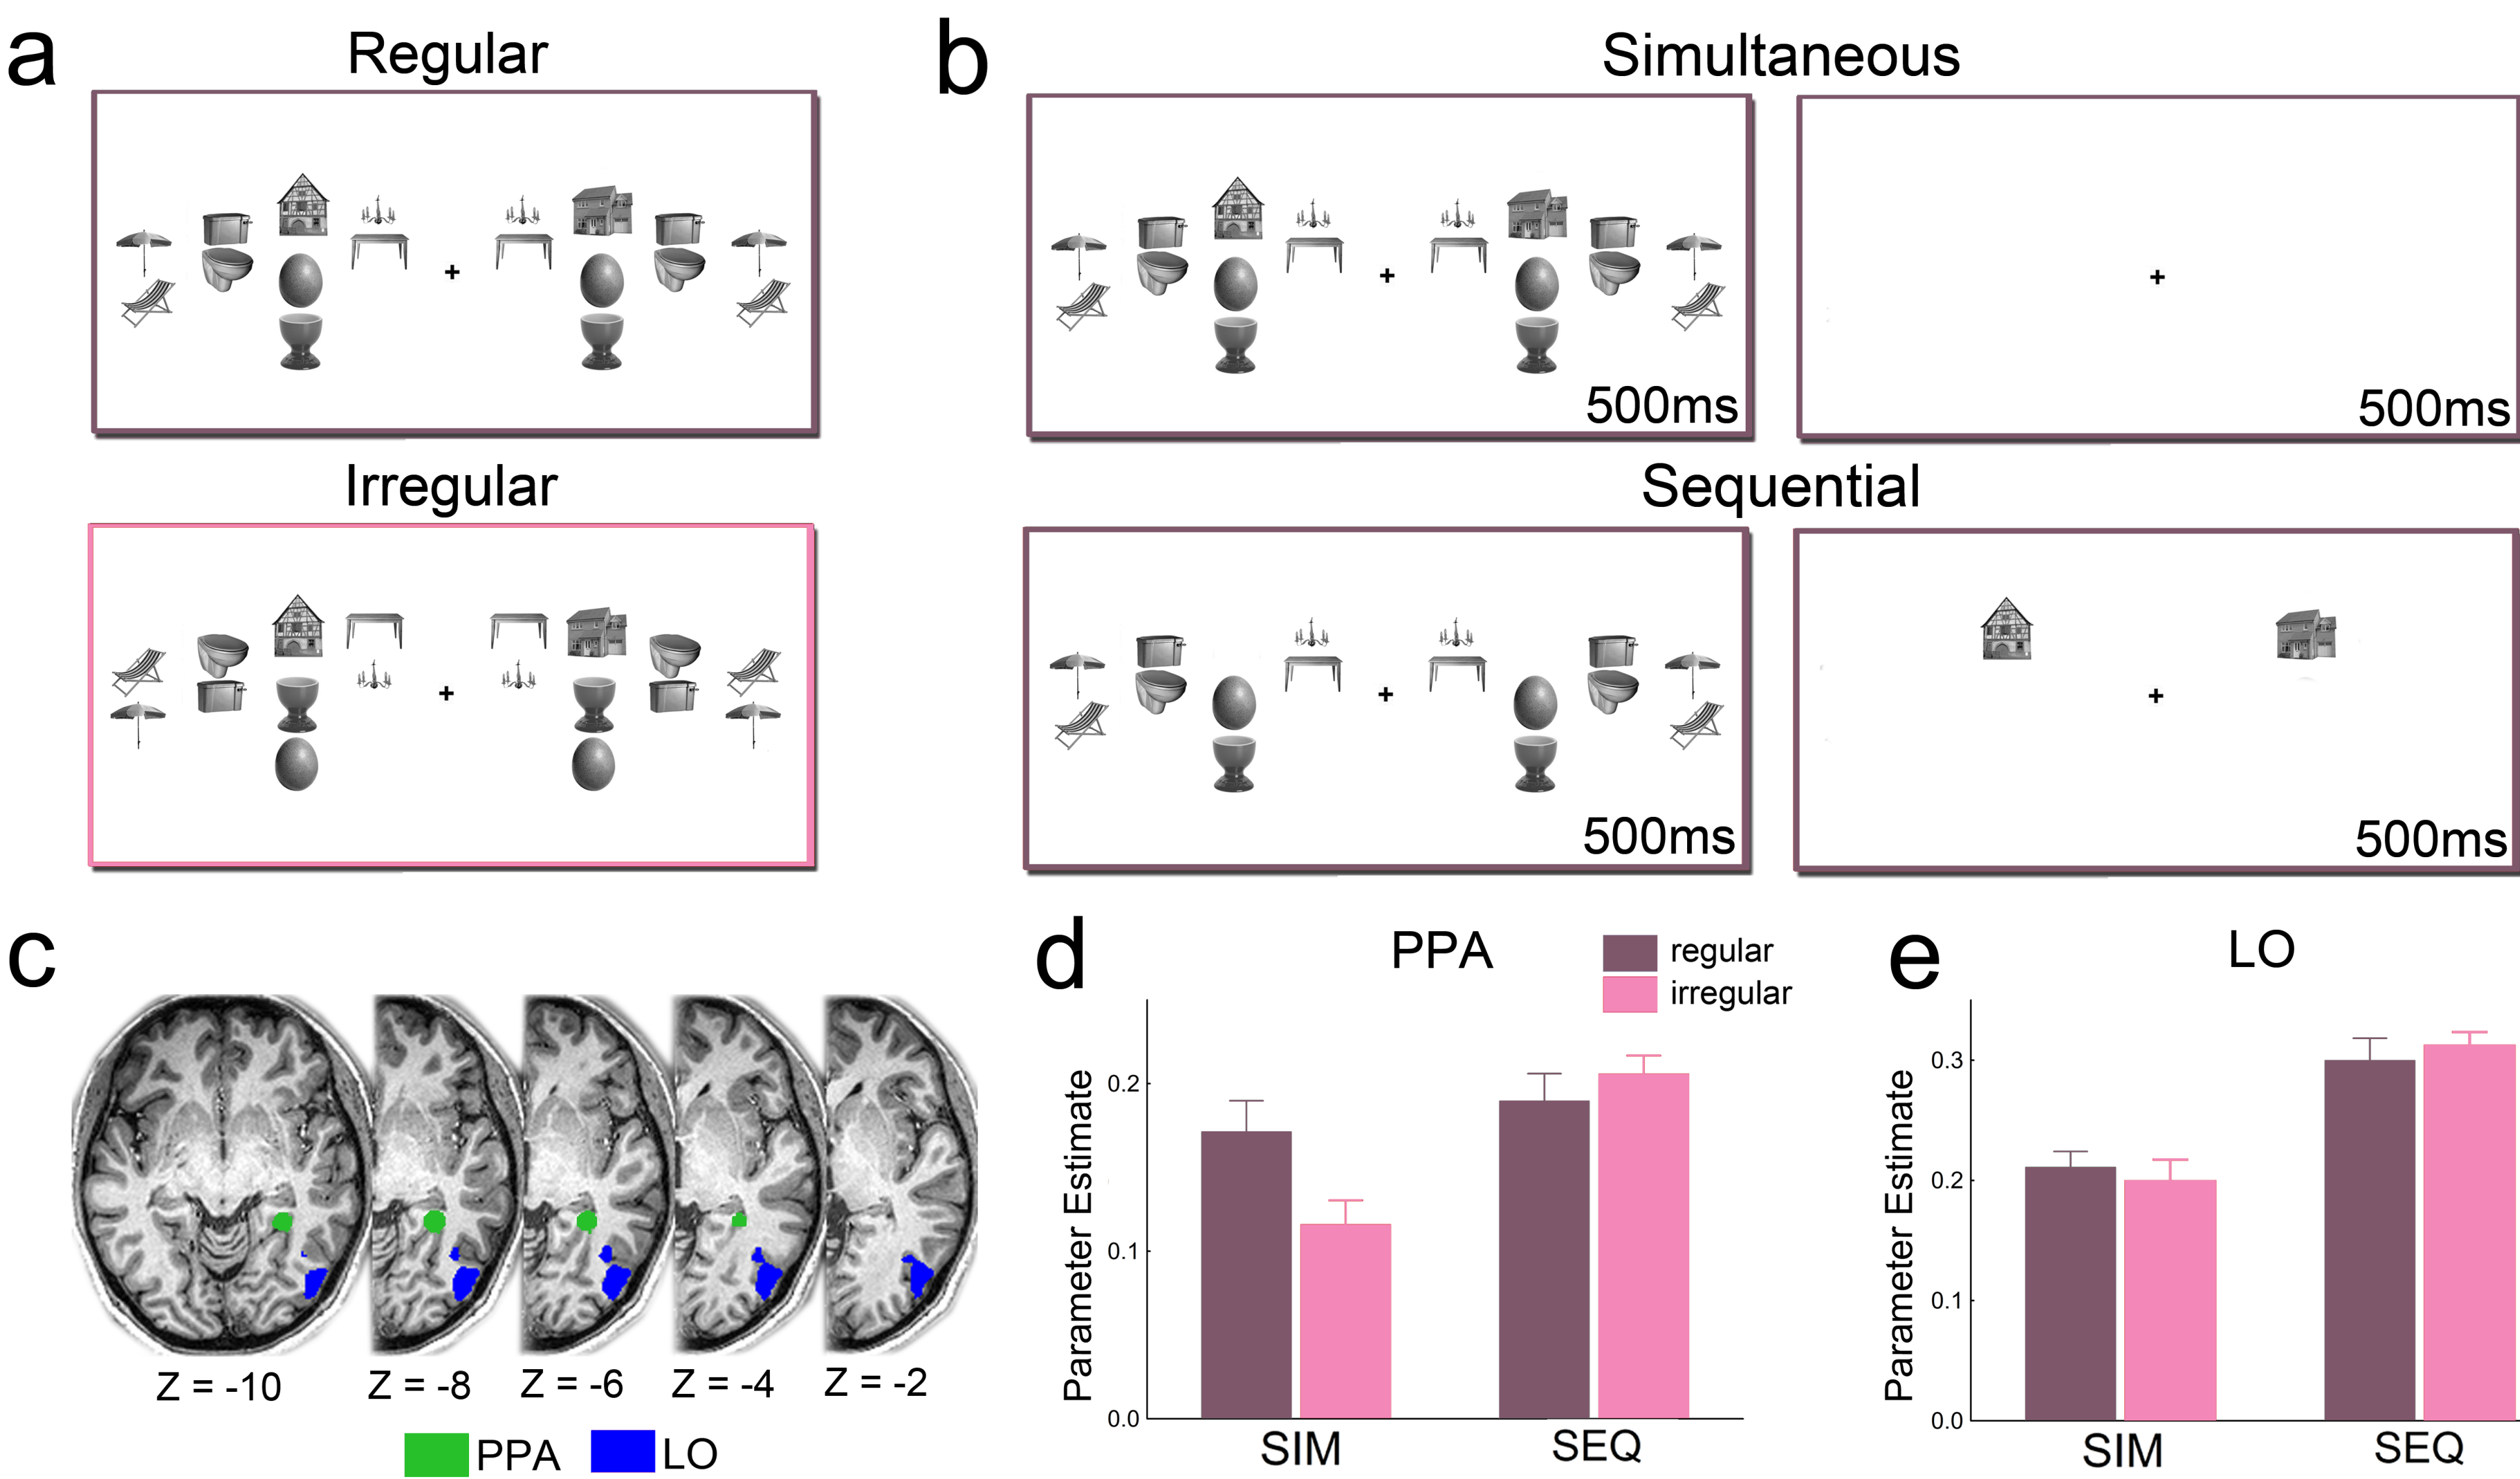 a
Regular
+
Irregular
+
b
Simultaneous
+
500ms
+
500ms
Sequential
+
500ms
+
500ms
c
Z = -10
Z = -8
Z = -6
Z = -4
Z = -2
PPA
LO
d
PPA
regular
irregular
Parameter Estimate
0.2
0.1
0.0
SIM
SEQ
e
LO
Parameter Estimate
0.3
0.2
0.1
0.0
SIM
SEQ